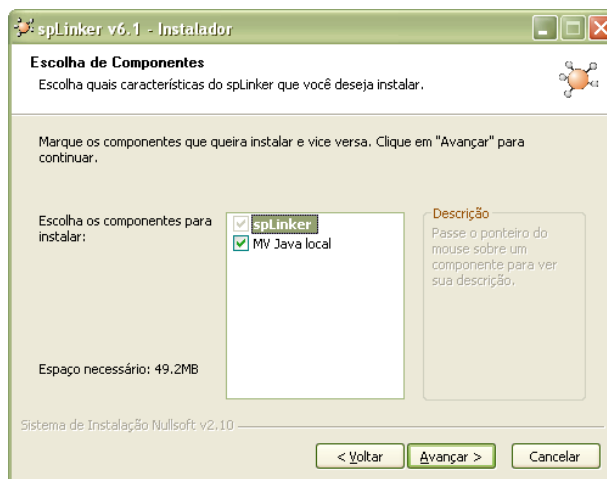 spLinker v6.1 - Instalador
Escolha de Componentes
Escolha quais características do spLinker que você deseja instalar.
Marque os componentes que queira instalar e vice versa. Clique em "Avançar" para
continuar.
Escolha os componentes para
instalar:
spLinker
MV Java local
Descrição
Passe o ponteiro do
mouse sobre um
componente para ver
sua descrição.
Espaço necessário: 49.2MB
Sistema de Instalação Nullsoft v2.10
< Voltar
Avançar >
Cancelar